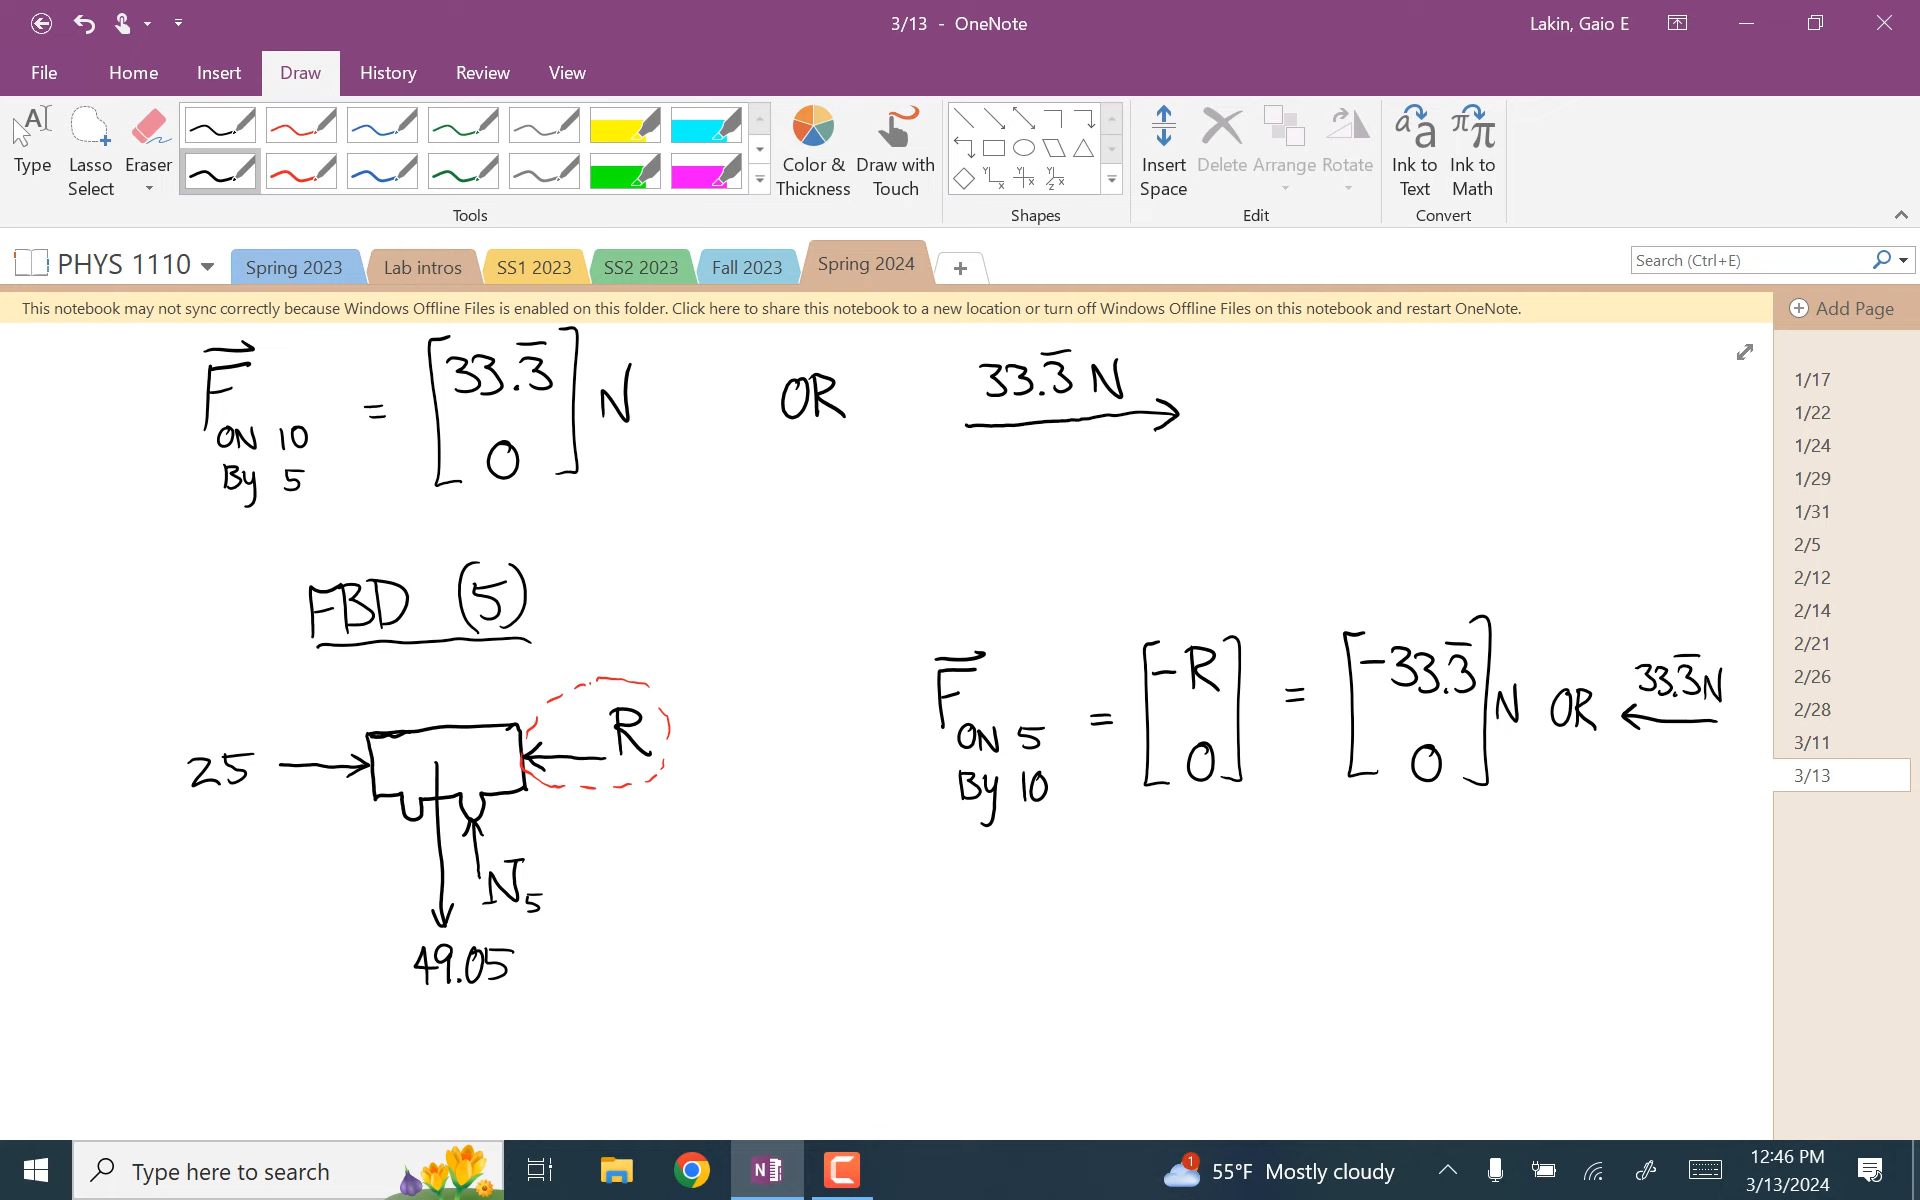 3/13 - OneNote
Lakin, Gaio E
File Home Insert Draw History Review View
Type
Lasso Select
Eraser
Color & Thickness
Draw with Touch
Insert Space
Delete
Arrange
Rotate
Ink to Text
Ink to Math
Tools
Shapes
Edit
Convert
PHYS 1110
Spring 2023
Lab intros
SS1 2023
SS2 2023
Fall 2023
Spring 2024
Search (Ctrl+E)
This notebook may not sync correctly because Windows Offline Files is enabled on this folder. Click here to share this notebook to a new location or turn off Windows Offline Files on this notebook and restart OneNote.
Add Page
1/17
1/22
1/24
1/29
1/31
2/5
2/12
2/14
2/21
2/26
2/28
3/11
3/13
F⃗ ON 10 By 5 = [33.3̅ 0] N OR 33.3̅ N →
FBD (5)
25
R
N₅
49.05
F⃗ ON 5 By 10 = [-R 0] = [-33.3̅ 0] N OR 33.3̅ N ←
Type here to search
1
55°F Mostly cloudy
12:46 PM
3/13/2024